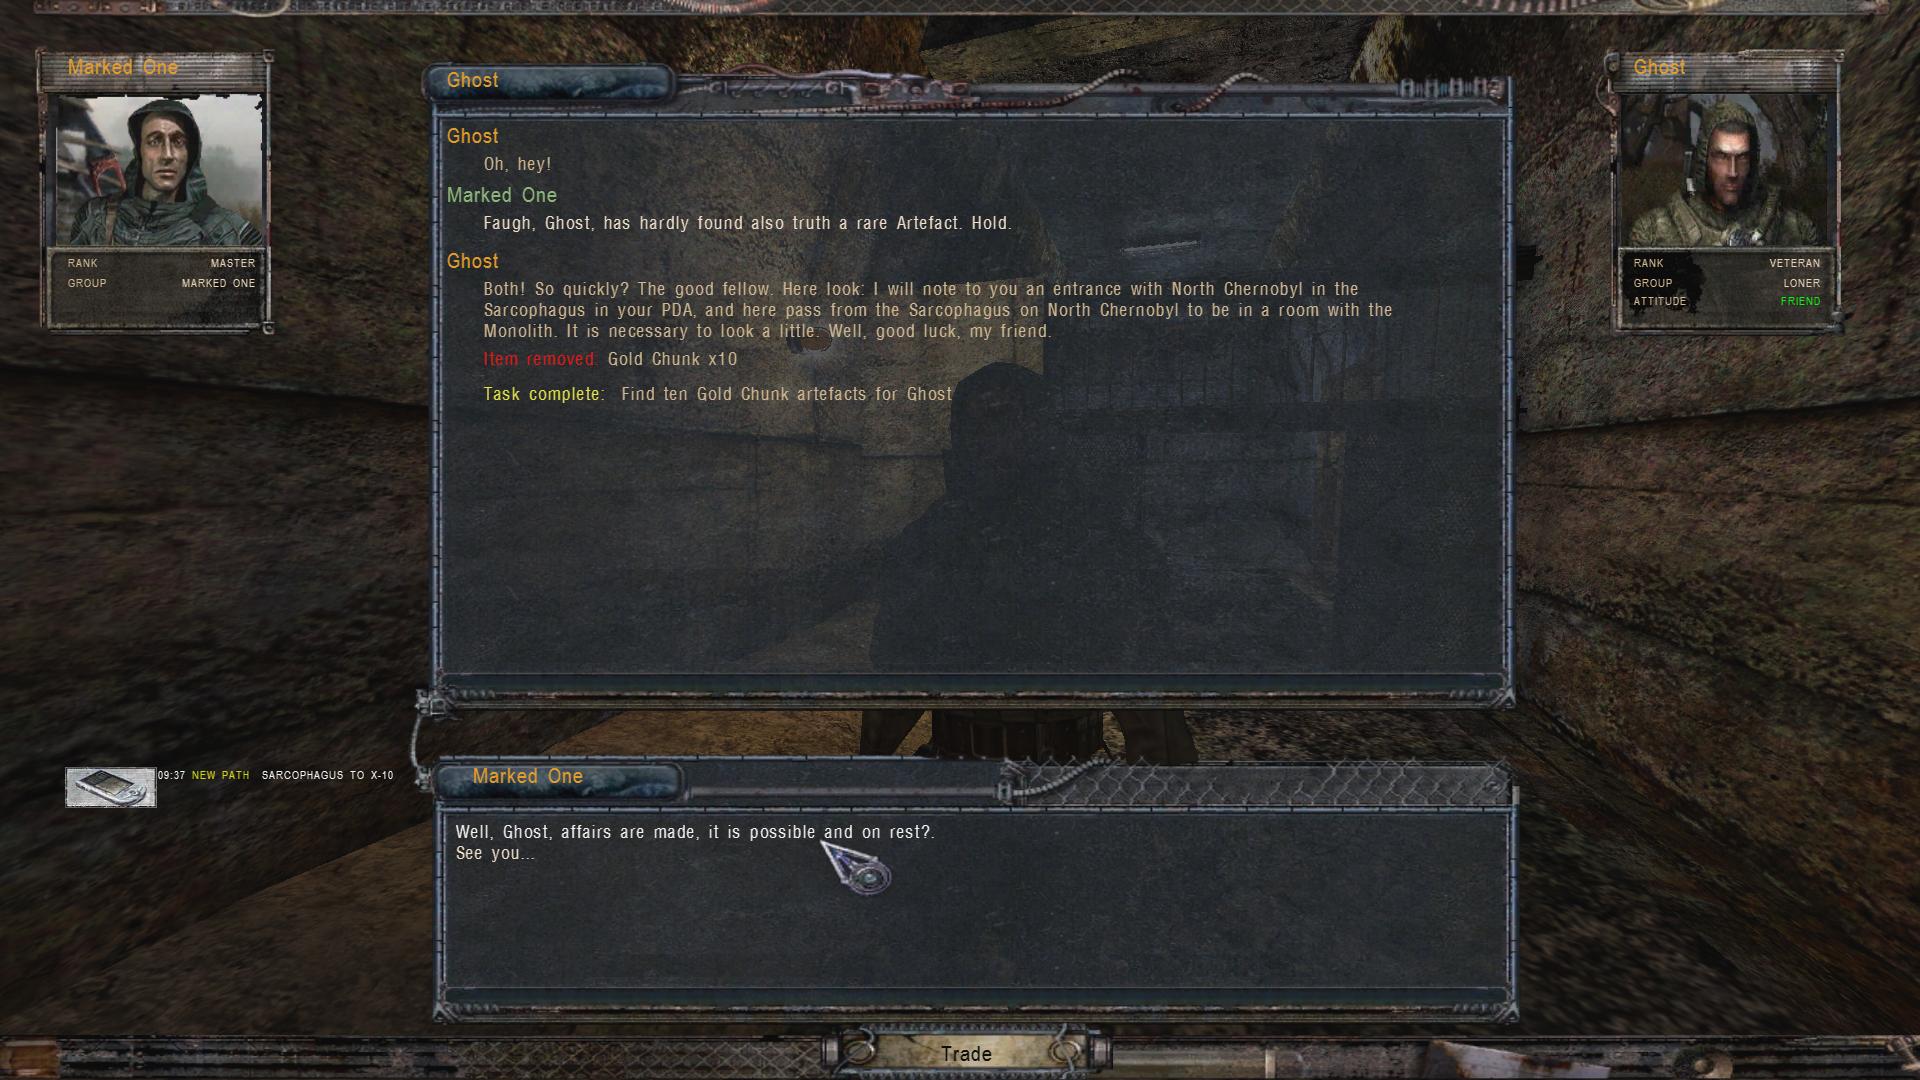 Marked One
RANK MASTER
GROUP MARKED ONE
Ghost
RANK VETERAN
GROUP LONER
ATTITUDE FRIEND
Ghost
Ghost
Oh, hey!
Marked One
Faugh, Ghost, has hardly found also truth a rare Artefact. Hold.
Ghost
Both! So quickly? The good fellow. Here look: I will note to you an entrance with North Chernobyl in the
Sarcophagus in your PDA, and here pass from the Sarcophagus on North Chernobyl to be in a room with the
Monolith. It is necessary to look a little. Well, good luck, my friend.
Item removed: Gold Chunk x10
Task complete: Find ten Gold Chunk artefacts for Ghost
09:37 NEW PATH SARCOPHAGUS TO X-10
Marked One
Well, Ghost, affairs are made, it is possible and on rest?.
See you...
Trade